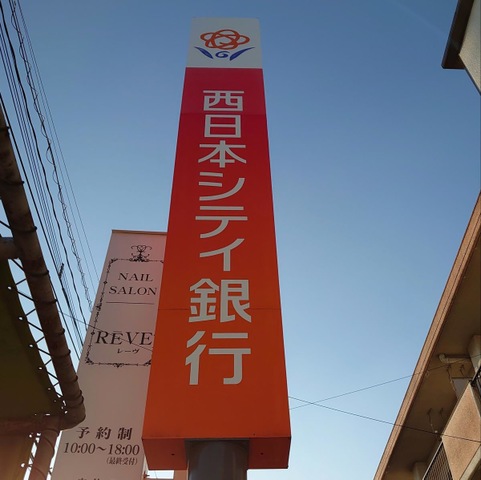 西日本シティ銀行
NAIL
SALON
REVE
レーヴ
予約制
10:00〜18:00
(最終受付)